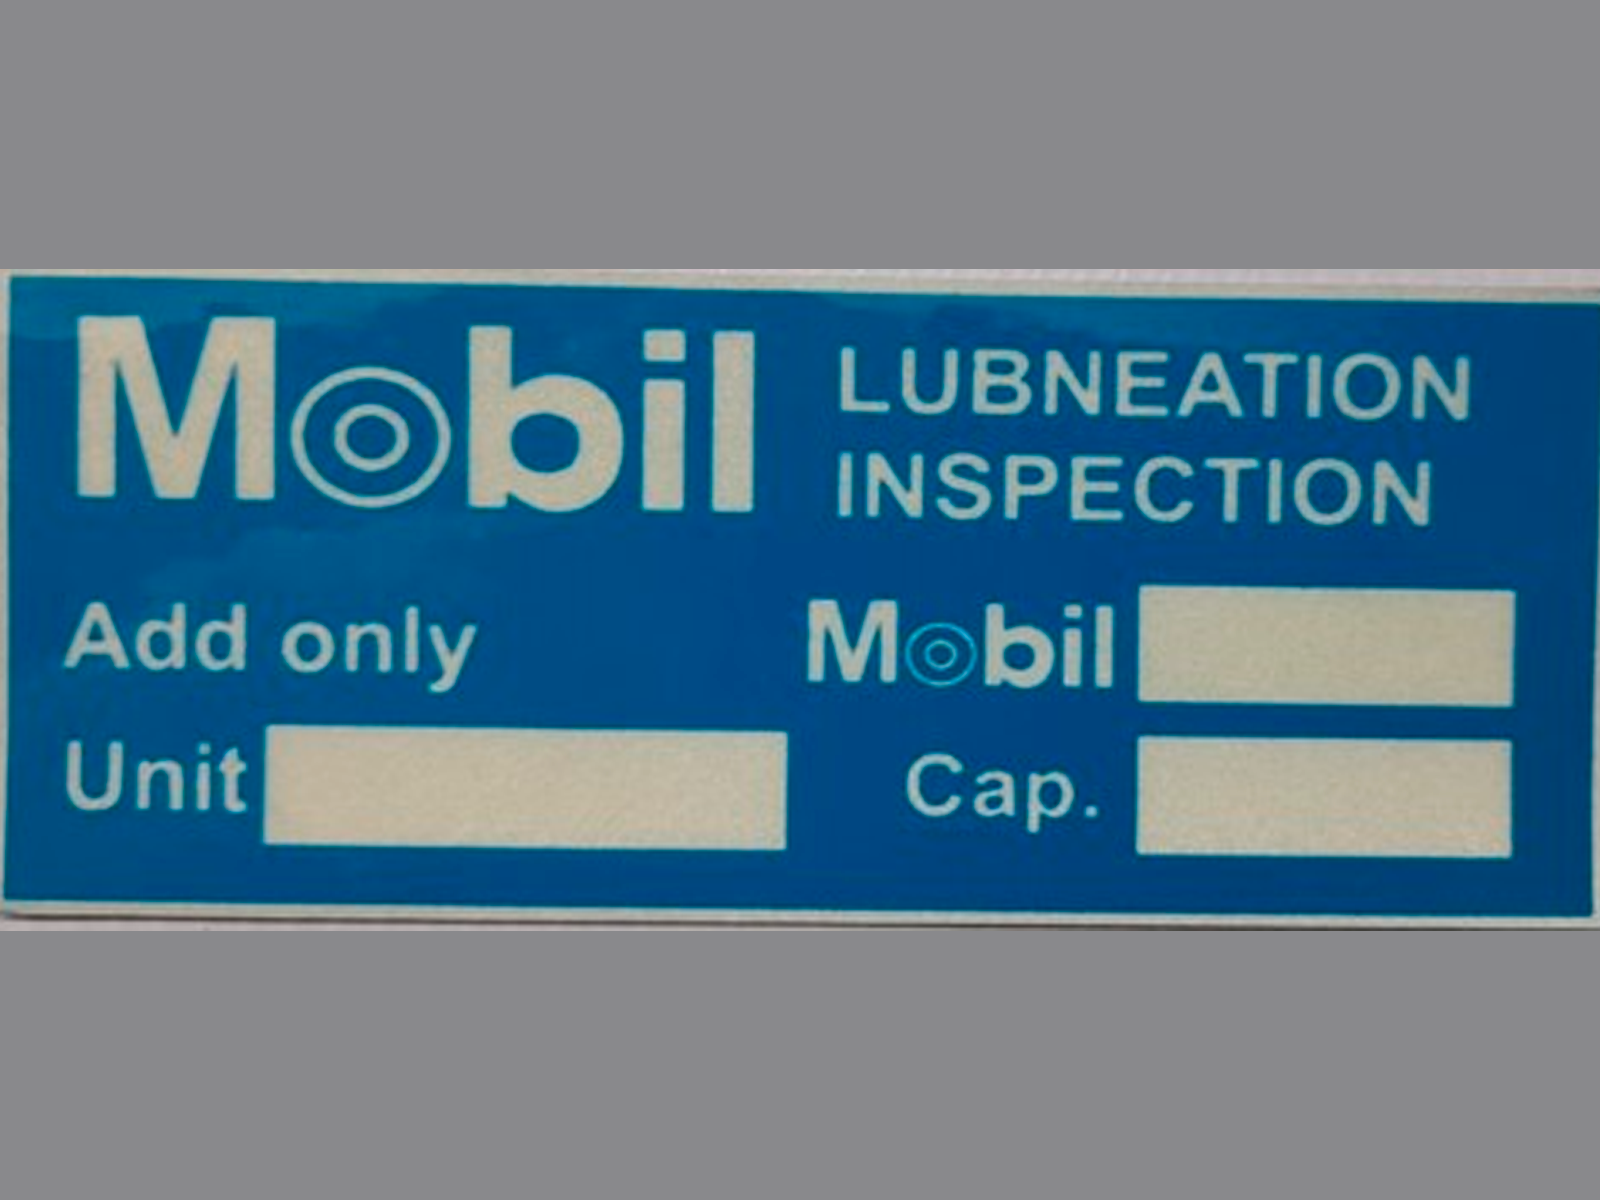 Mobil
LUBNEATION
INSPECTION
Add only
Mobil
Unit
Cap.